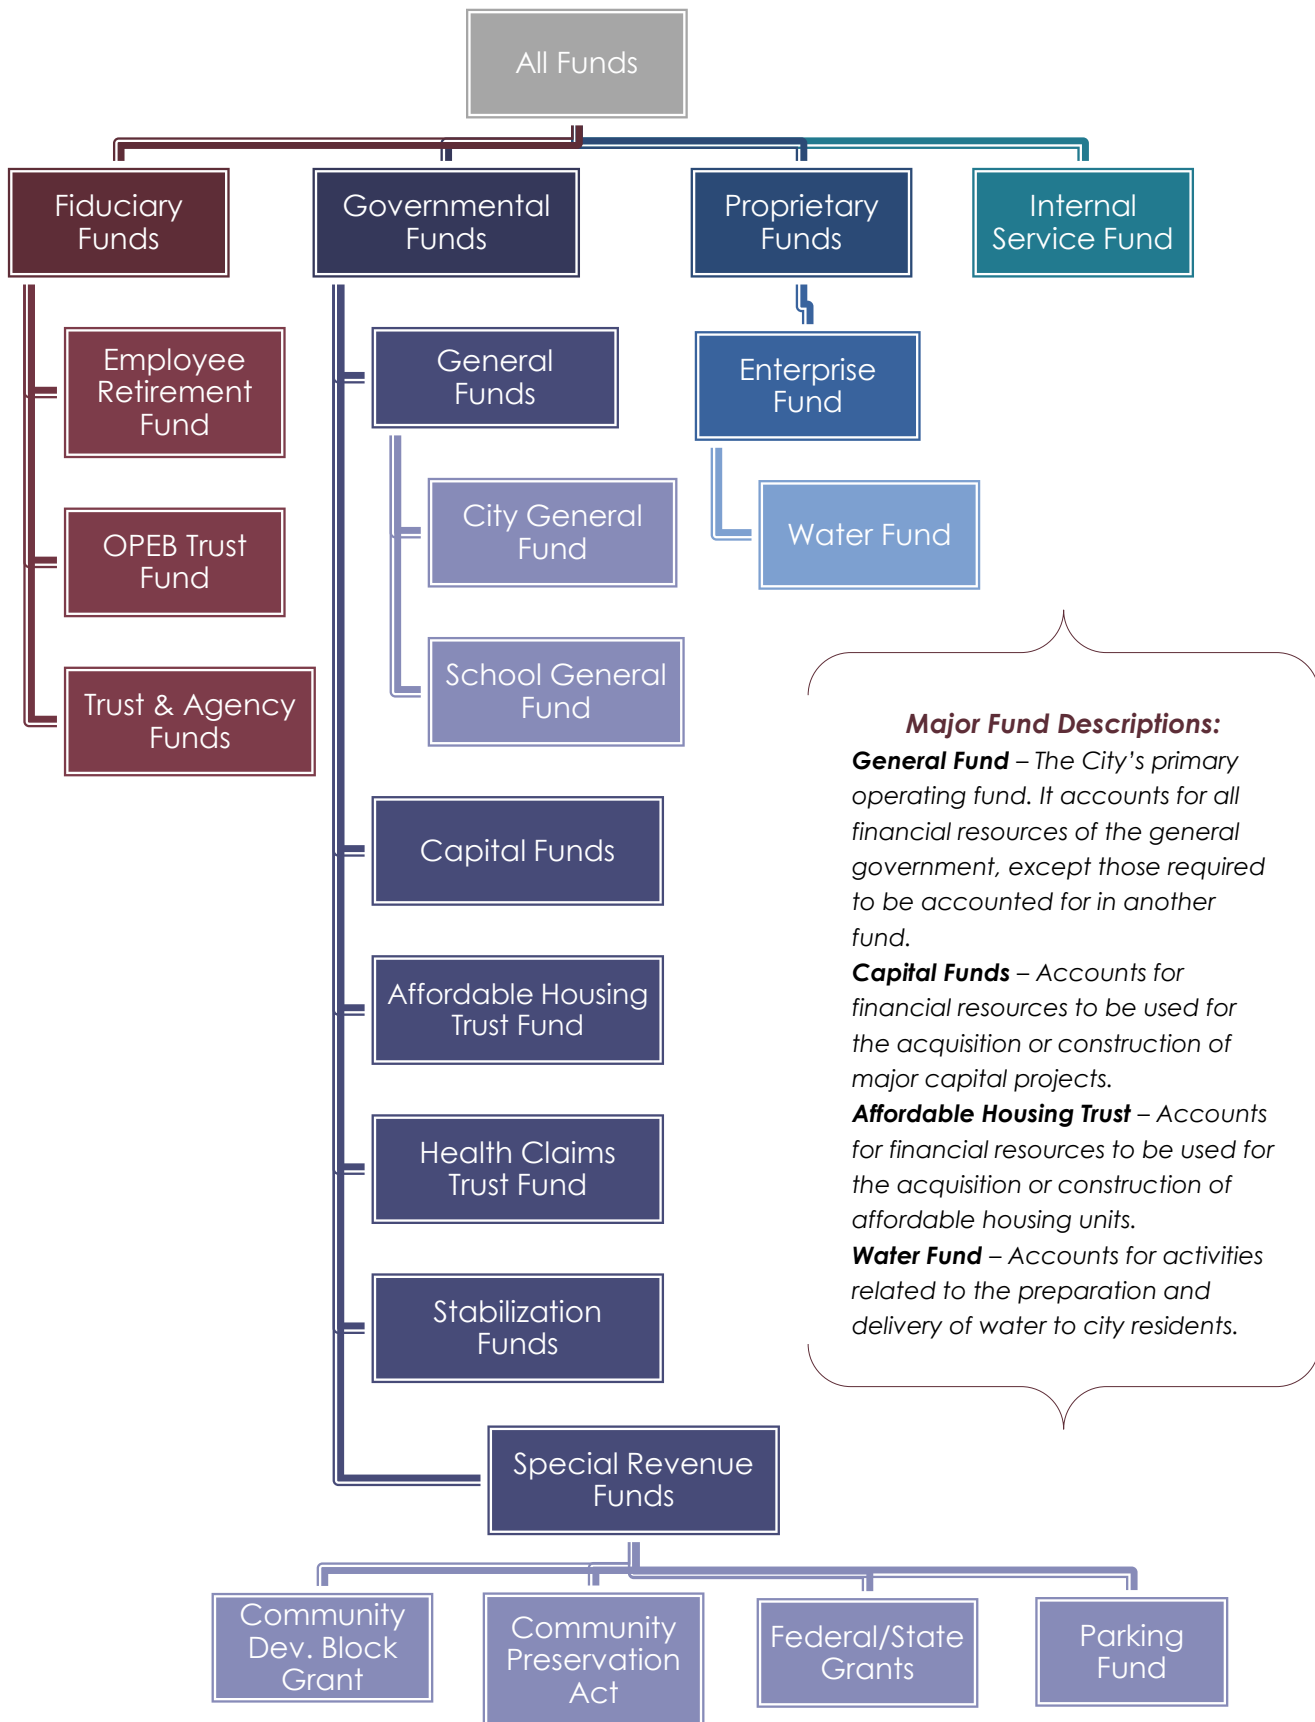 All Funds
Fiduciary
Funds
Governmental
Funds
Proprietary
Funds
Internal
Service Fund
Employee
Retirement
Fund
OPEB Trust
Fund
Trust & Agency
Funds
General
Funds
City General
Fund
School General
Fund
Capital Funds
Affordable Housing
Trust Fund
Health Claims
Trust Fund
Stabilization
Funds
Special Revenue
Funds
Community
Dev. Block
Grant
Community
Preservation
Act
Federal/State
Grants
Parking
Fund
Enterprise
Fund
Water Fund
Major Fund Descriptions:
General Fund – The City’s primary
operating fund. It accounts for all
financial resources of the general
government, except those required
to be accounted for in another
fund.
Capital Funds – Accounts for
financial resources to be used for
the acquisition or construction of
major capital projects.
Affordable Housing Trust – Accounts
for financial resources to be used for
the acquisition or construction of
affordable housing units.
Water Fund – Accounts for activities
related to the preparation and
delivery of water to city residents.